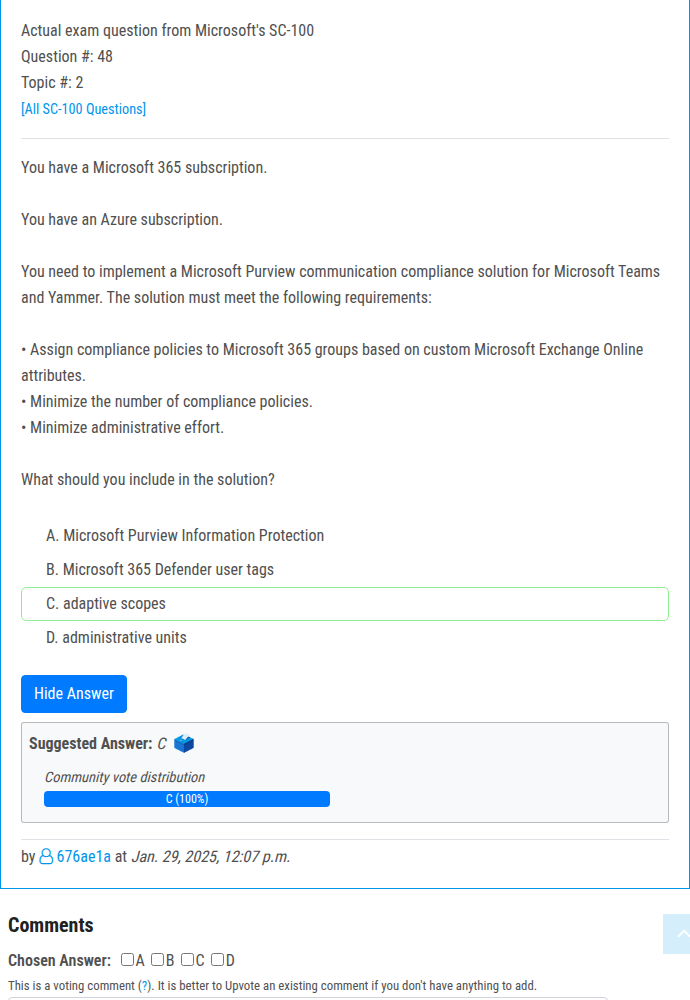 Actual exam question from Microsoft's SC-100
Question #: 48
Topic #: 2
[All SC-100 Questions]
You have a Microsoft 365 subscription.
You have an Azure subscription.
You need to implement a Microsoft Purview communication compliance solution for Microsoft Teams
and Yammer. The solution must meet the following requirements:
• Assign compliance policies to Microsoft 365 groups based on custom Microsoft Exchange Online
attributes.
• Minimize the number of compliance policies.
• Minimize administrative effort.
What should you include in the solution?
A. Microsoft Purview Information Protection
B. Microsoft 365 Defender user tags
C. adaptive scopes
D. administrative units
Hide Answer
Suggested Answer: C
Community vote distribution
C (100%)
by 676ae1a at Jan. 29, 2025, 12:07 p.m.
Comments
Chosen Answer: A B C D
This is a voting comment (?). It is better to Upvote an existing comment if you don't have anything to add.